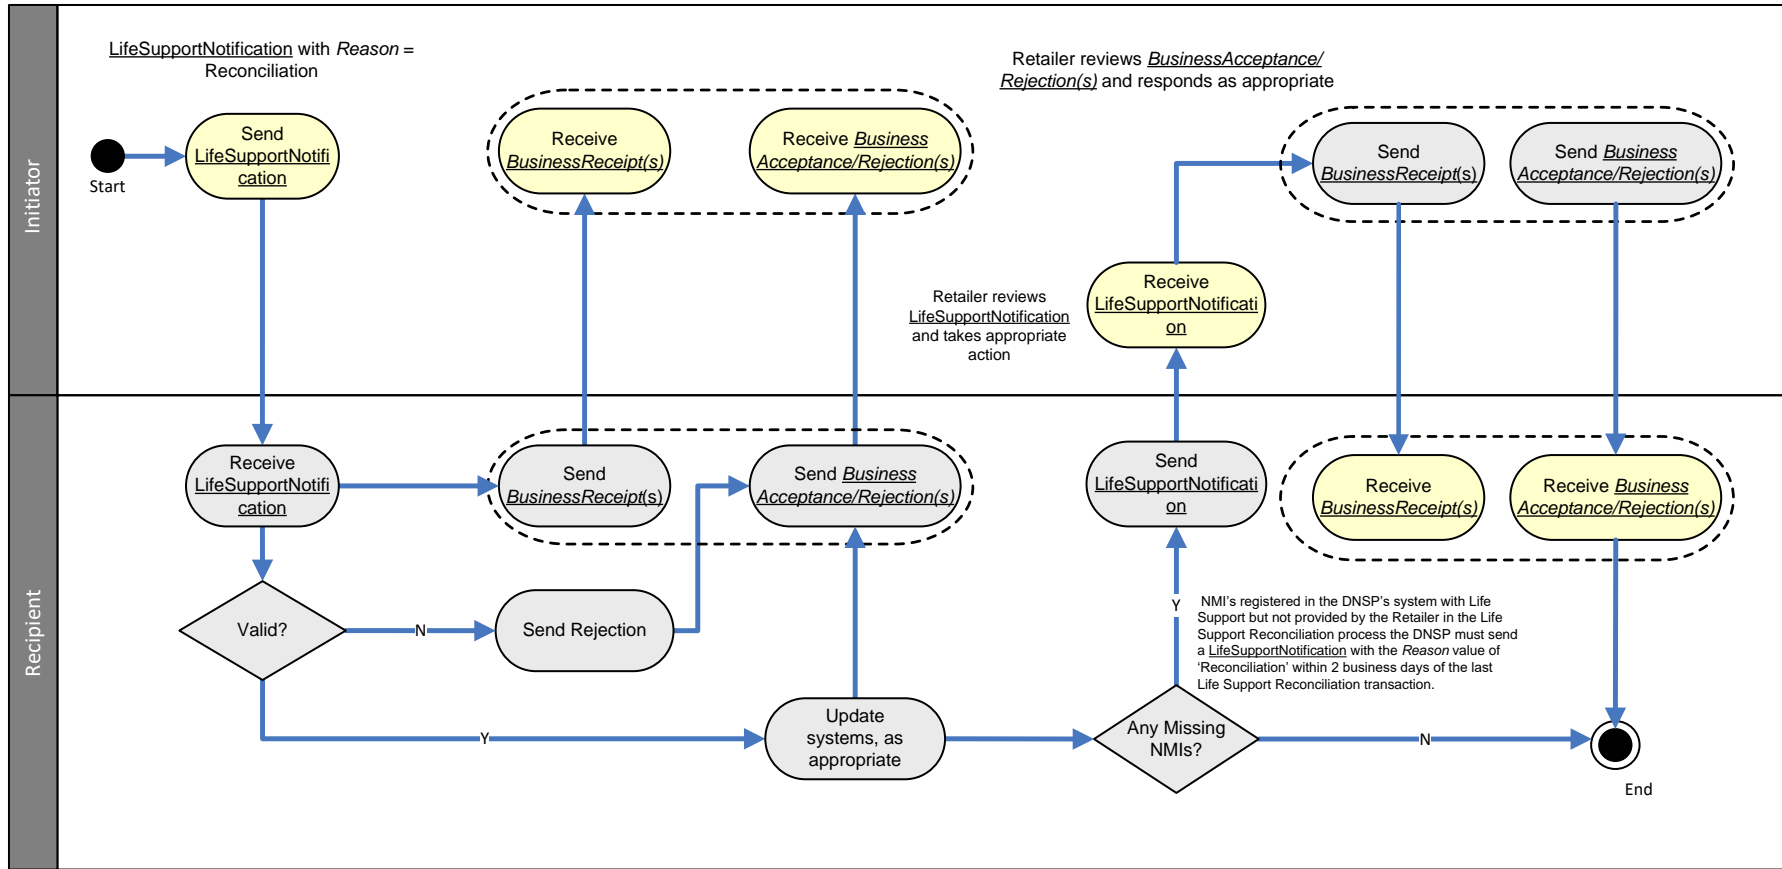 Initiator
LifeSupportNotification with Reason =
Reconciliation
Start
Send
LifeSupportNotifi
cation
Receive
BusinessReceipt(s)
Receive Business
Acceptance/Rejection(s)
Retailer reviews BusinessAcceptance/
Rejection(s) and responds as appropriate
Send
BusinessReceipt(s)
Send Business
Acceptance/Rejection(s)
Retailer reviews
LifeSupportNotification
and takes appropriate
action
Receive
LifeSupportNotificati
on
Recipient
Receive
LifeSupportNotifi
cation
Send
BusinessReceipt(s)
Send Business
Acceptance/Rejection(s)
Send
LifeSupportNotificati
on
Receive
BusinessReceipt(s)
Receive Business
Acceptance/Rejection(s)
Valid?
N
Send Rejection
Y
NMI's registered in the DNSP's system with Life
Support but not provided by the Retailer in the Life
Support Reconciliation process the DNSP must send
a LifeSupportNotification with the Reason value of
‘Reconciliation’ within 2 business days of the last
Life Support Reconciliation transaction.
Y
Update
systems, as
appropriate
Any Missing
NMIs?
N
End